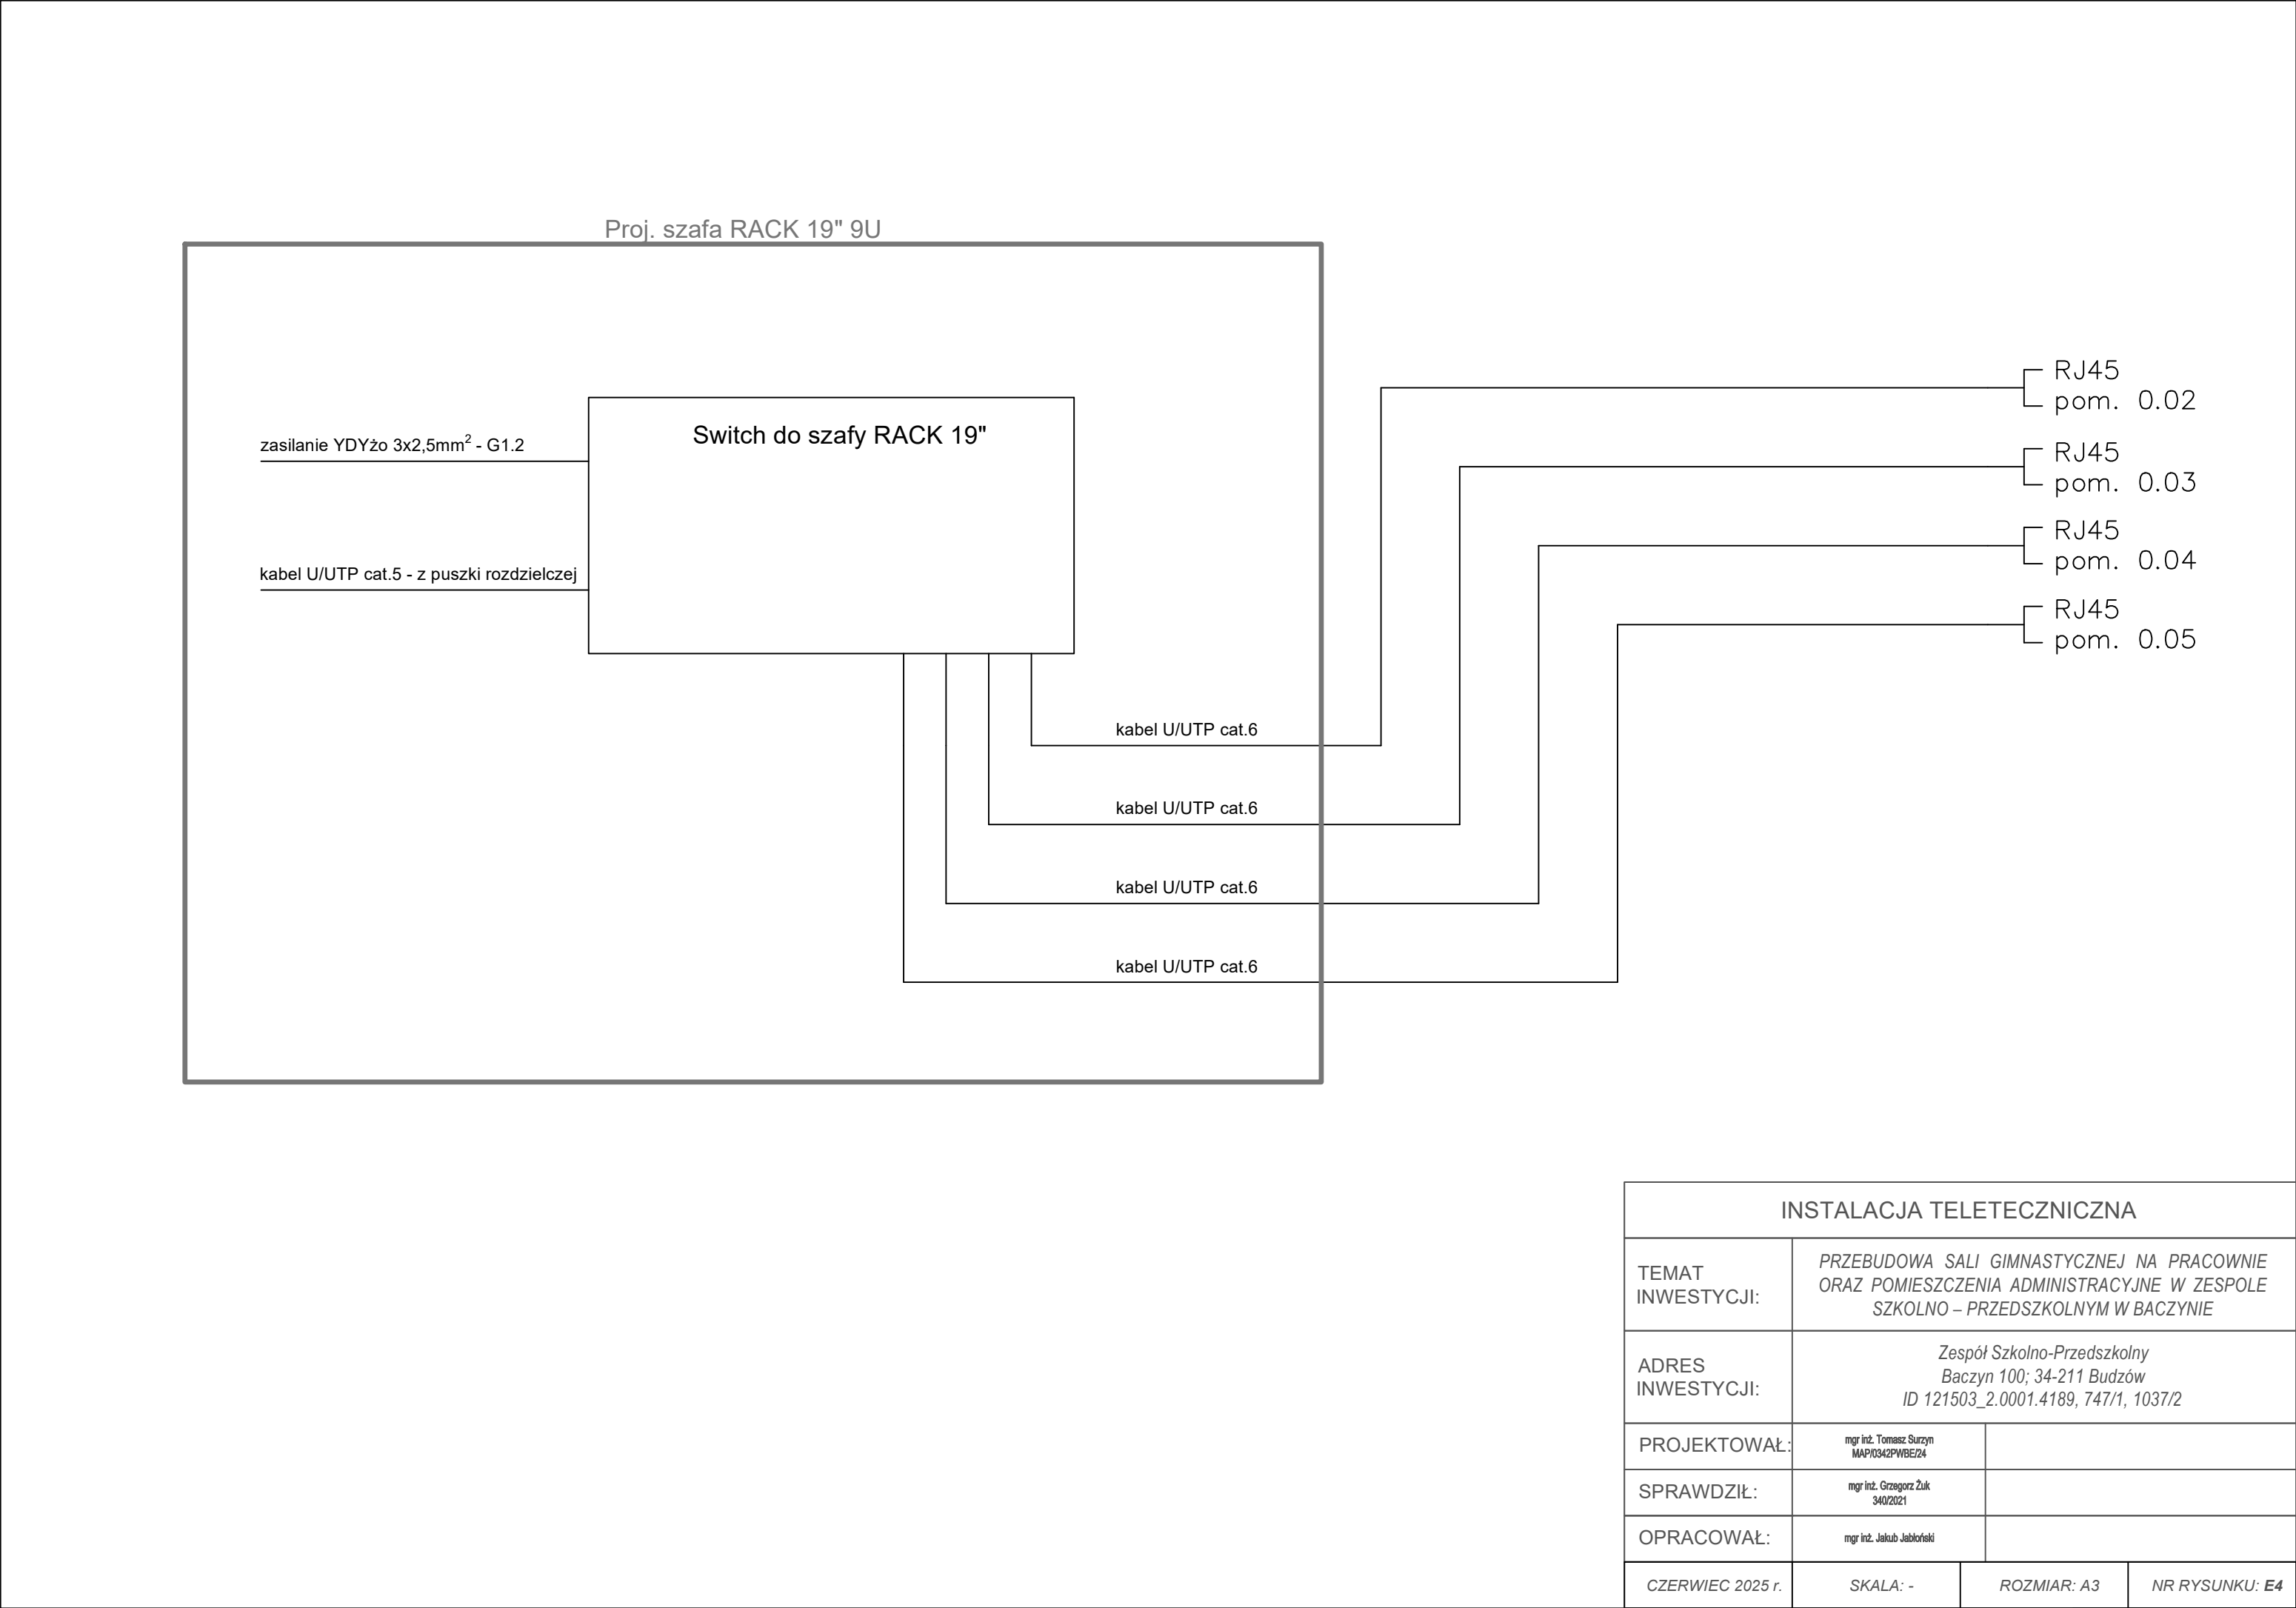 Proj. szafa RACK 19" 9U
Switch do szafy RACK 19"
zasilanie YDYżo 3x2,5mm² - G1.2
kabel U/UTP cat.5 - z puszki rozdzielczej
RJ45
pom. 0.02
RJ45
pom. 0.03
RJ45
pom. 0.04
RJ45
pom. 0.05
kabel U/UTP cat.6
kabel U/UTP cat.6
kabel U/UTP cat.6
kabel U/UTP cat.6
INSTALACJA TELETECZNICZNA
TEMAT
INWESTYCJI:
PRZEBUDOWA SALI GIMNASTYCZNEJ NA PRACOWNIE
ORAZ POMIESZCZENIA ADMINISTRACYJNE W ZESPOLE
SZKOLNO – PRZEDSZKOLNYM W BACZYNIE
ADRES
INWESTYCJI:
Zespół Szkolno-Przedszkolny
Baczyn 100; 34-211 Budzów
ID 121503_2.0001.4189, 747/1, 1037/2
PROJEKTOWAŁ:
mgr inż. Tomasz Surzyn
MAP/0342PWBE/24
SPRAWDZIŁ:
mgr inż. Grzegorz Żuk
340/2021
OPRACOWAŁ:
mgr inż. Jakub Jabłoński
CZERWIEC 2025 r.
SKALA: -
ROZMIAR: A3
NR RYSUNKU: E4